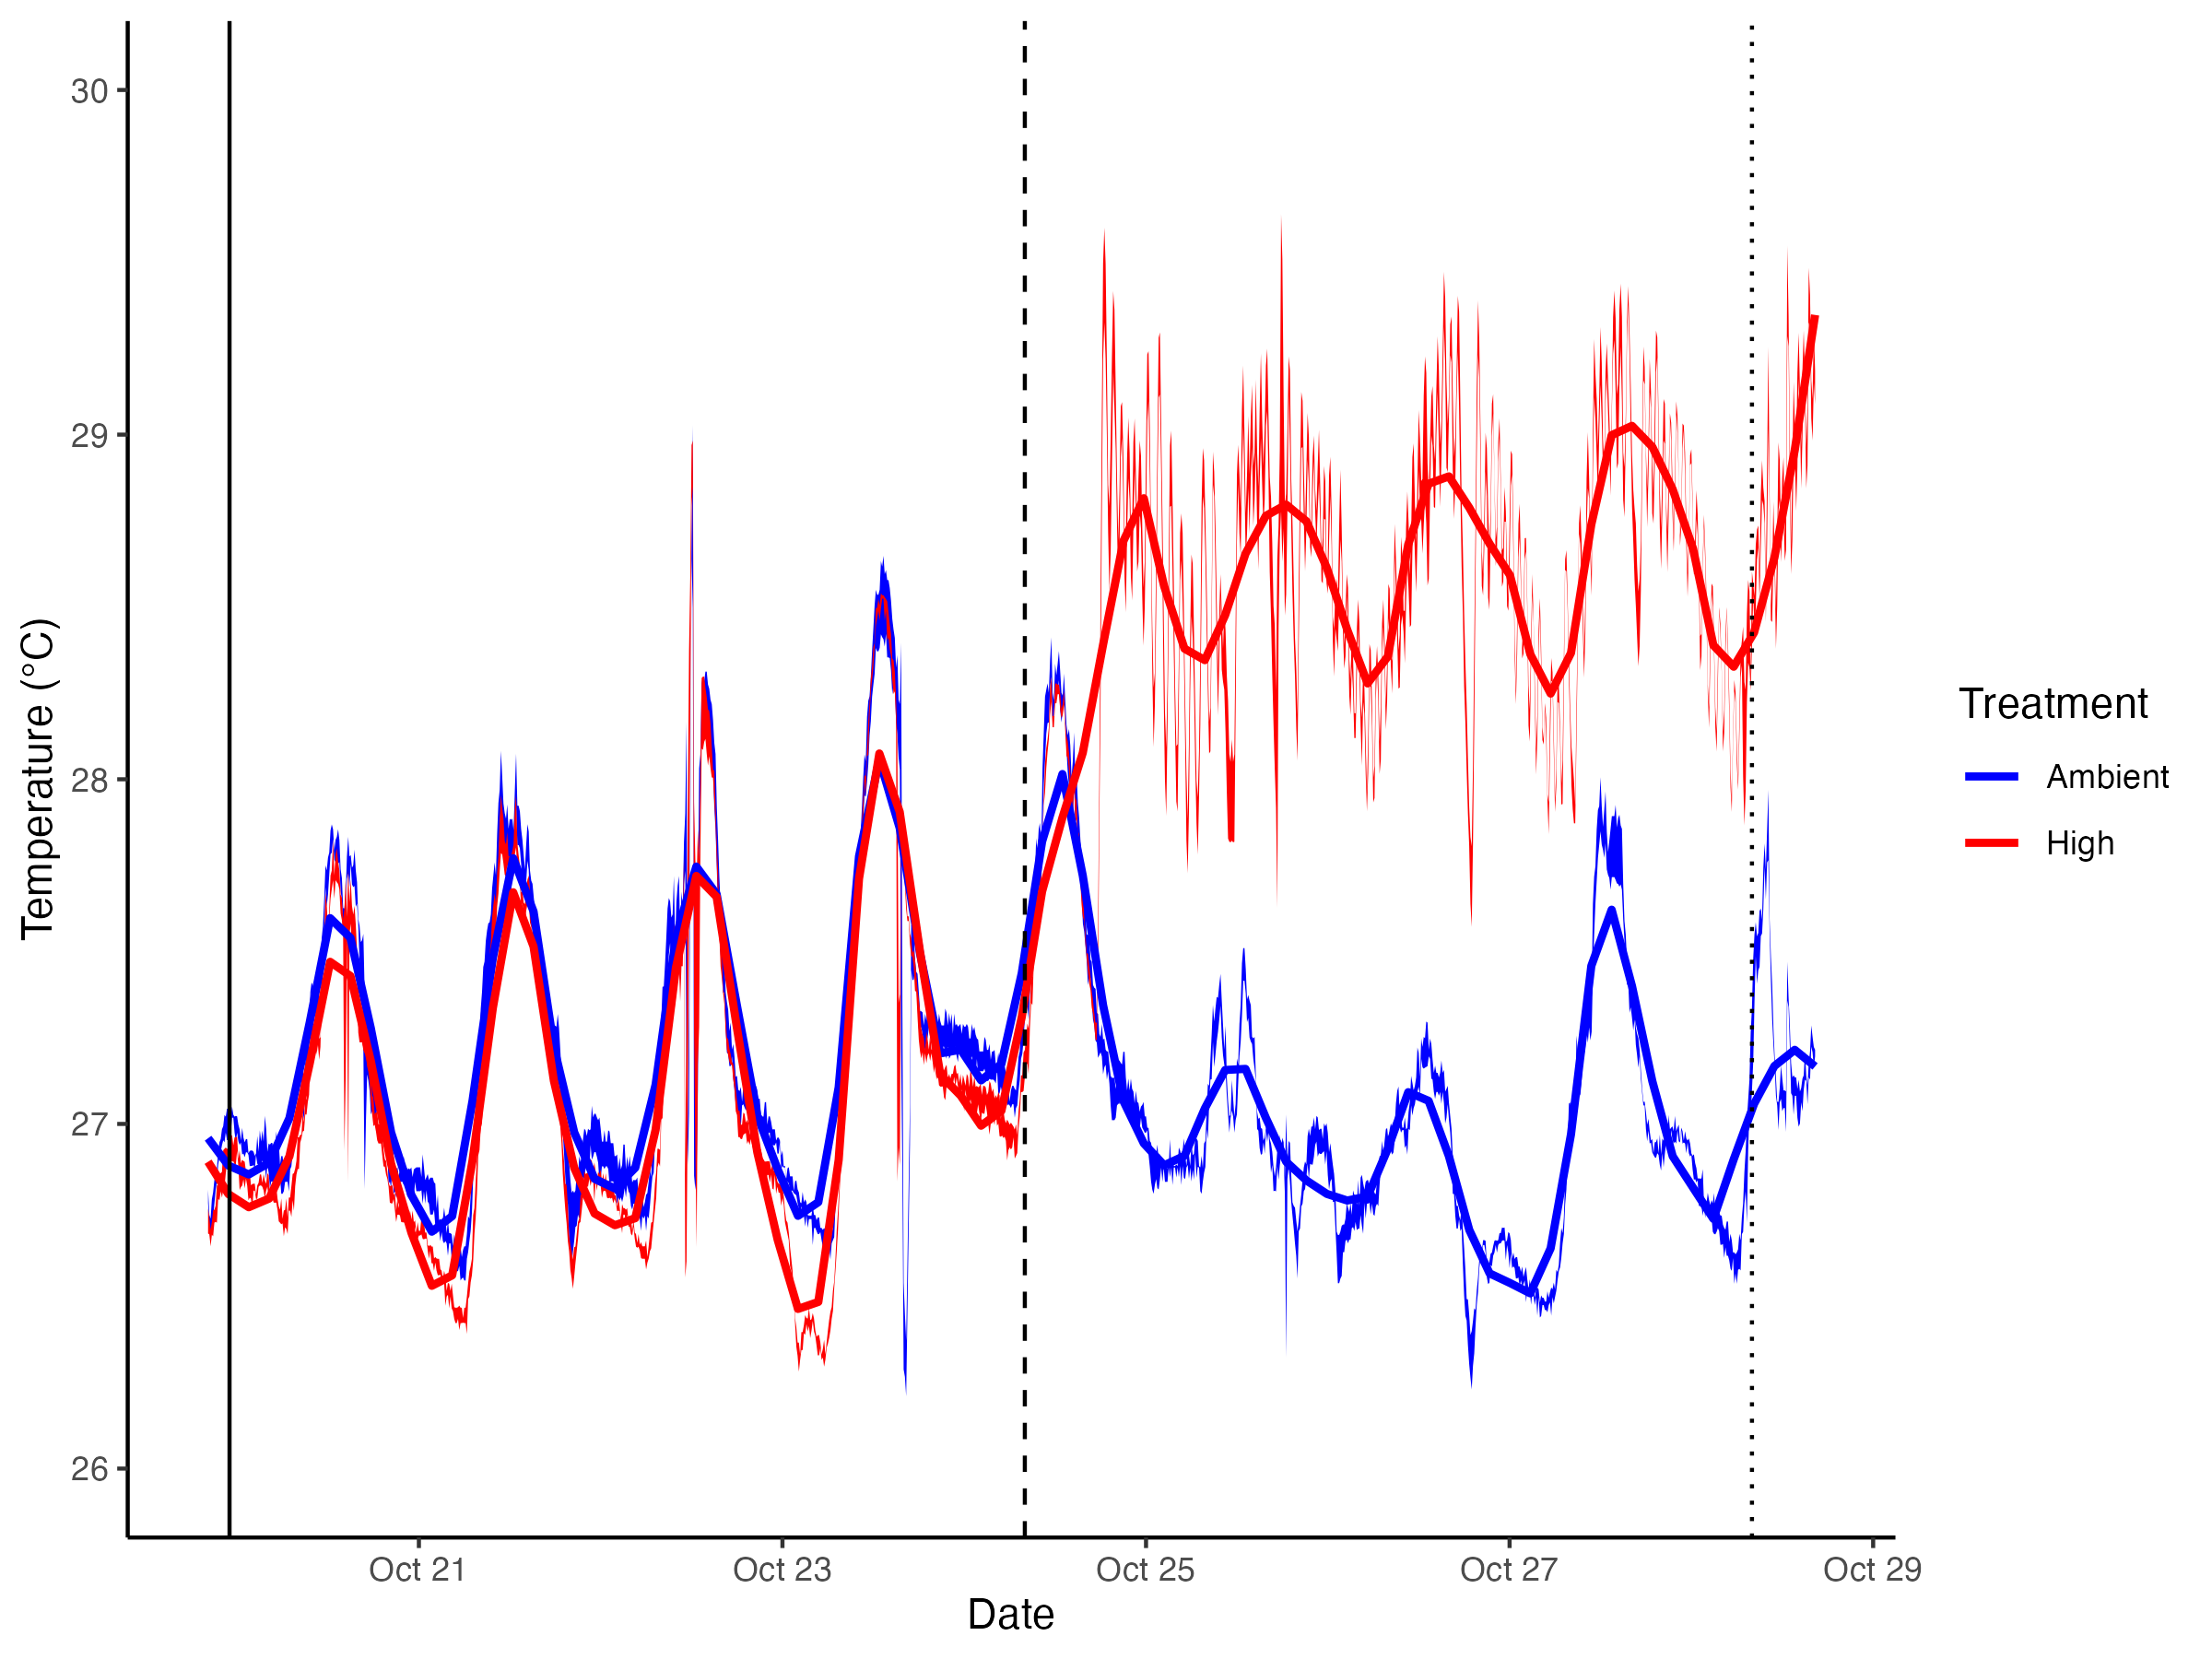 30
29
28
27
26
Temperature (°C)
Oct 21
Oct 23
Oct 25
Oct 27
Oct 29
Date
Treatment
Ambient
High